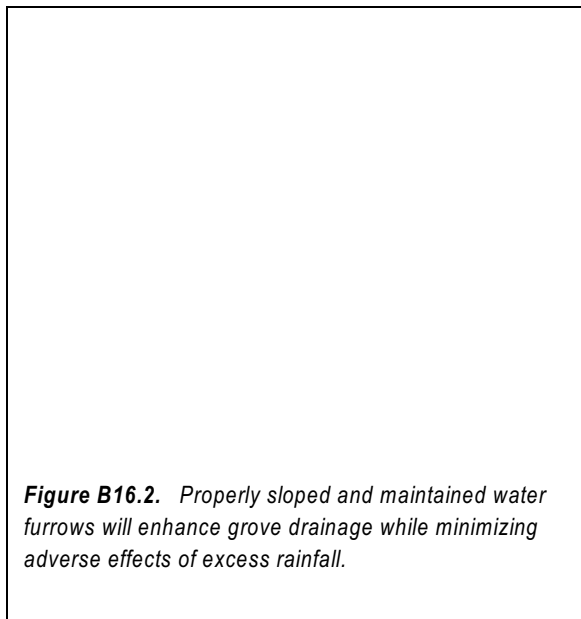 Figure B16.2. Properly sloped and maintained water
furrows will enhance grove drainage while minimizing
adverse effects of excess rainfall.